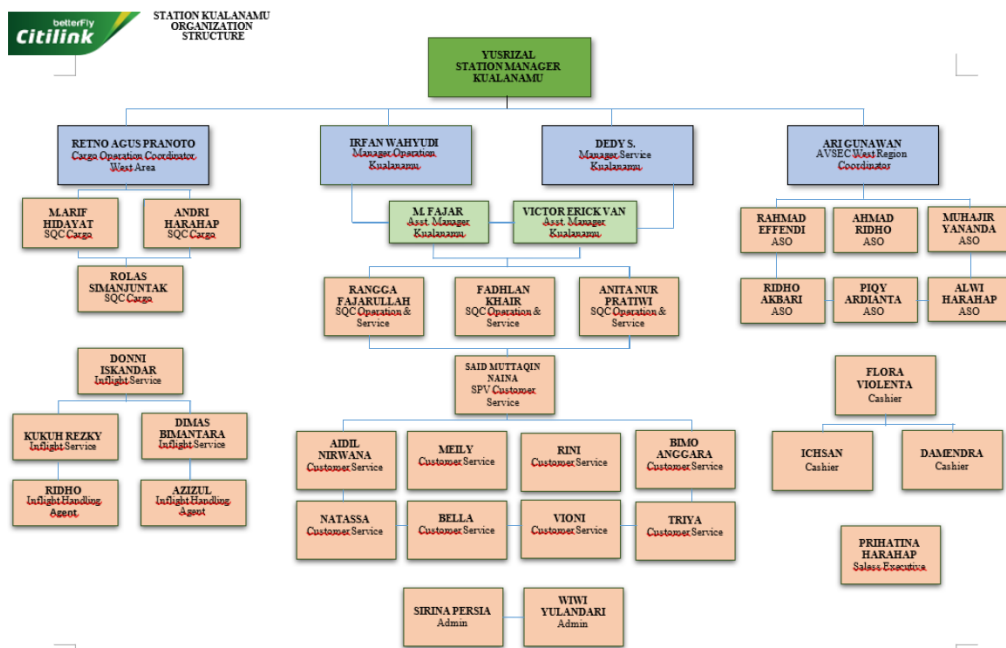 betterFly
Citilink
STATION KUALANAMU
ORGANIZATION
STRUCTURE
YUSRIZAL
STATION MANAGER
KUALANAMU
RETNO AGUS PRANOTO
Cargo Operation Coordinator
West Area
IRFAN WAHYUDI
Manager Operation
Kualanamu
DEDY S.
Manager Service
Kualanamu
ARI GUNAWAN
AVSEC West Region
Coordinator
M.ARIF
HIDAYAT
SQC Cargo
ANDRI
HARAHAP
SQC Cargo
M. FAJAR
Asst. Manager
Kualanamu
VICTOR ERICK VAN
Asst. Manager
Kualanamu
RAHMAD
EFFENDI
ASO
AHMAD
RIDHO
ASO
MUHAJIR
YANANDA
ASO
ROLAS
SIMANJUNTAK
SQC Cargo
RANGGA
FAJARULLAH
SQC Operation &
Service
FADHLAN
KHAIR
SQC Operation &
Service
ANITA NUR
PRATIWI
SQC Operation &
Service
RIDHO
AKBARI
ASO
PIQY
ARDIANTA
ASO
ALWI
HARAHAP
ASO
DONNI
ISKANDAR
Inflight Service
SAID MUTTAQIN
NAINA
SPV Customer
Service
FLORA
VIOLENTA
Cashier
KUKUH REZKY
Inflight Service
DIMAS
BIMANTARA
Inflight Service
AIDIL
NIRWANA
Customer Service
MEILY
Customer Service
RINI
Customer Service
BIMO
ANGGARA
Customer Service
ICHSAN
Cashier
DAMENDRA
Cashier
RIDHO
Inflight Handling
Agent
AZIZUL
Inflight Handling
Agent
NATASSA
Customer Service
BELLA
Customer Service
VIONI
Customer Service
TRIYA
Customer Service
PRIHATINA
HARAHAP
Salass Executive
SIRINA PERSIA
Admin
WIWI
YULANDARI
Admin